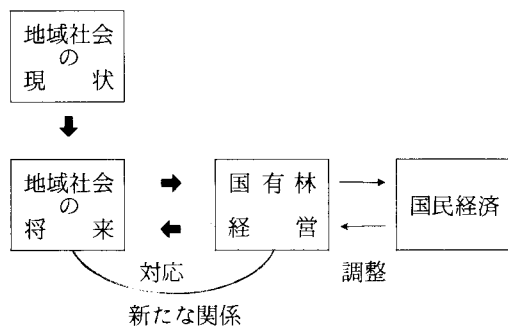 地域社会
の
現状
地域社会
の
将来
国有林
経営
国民経済
対応
調整
新たな関係